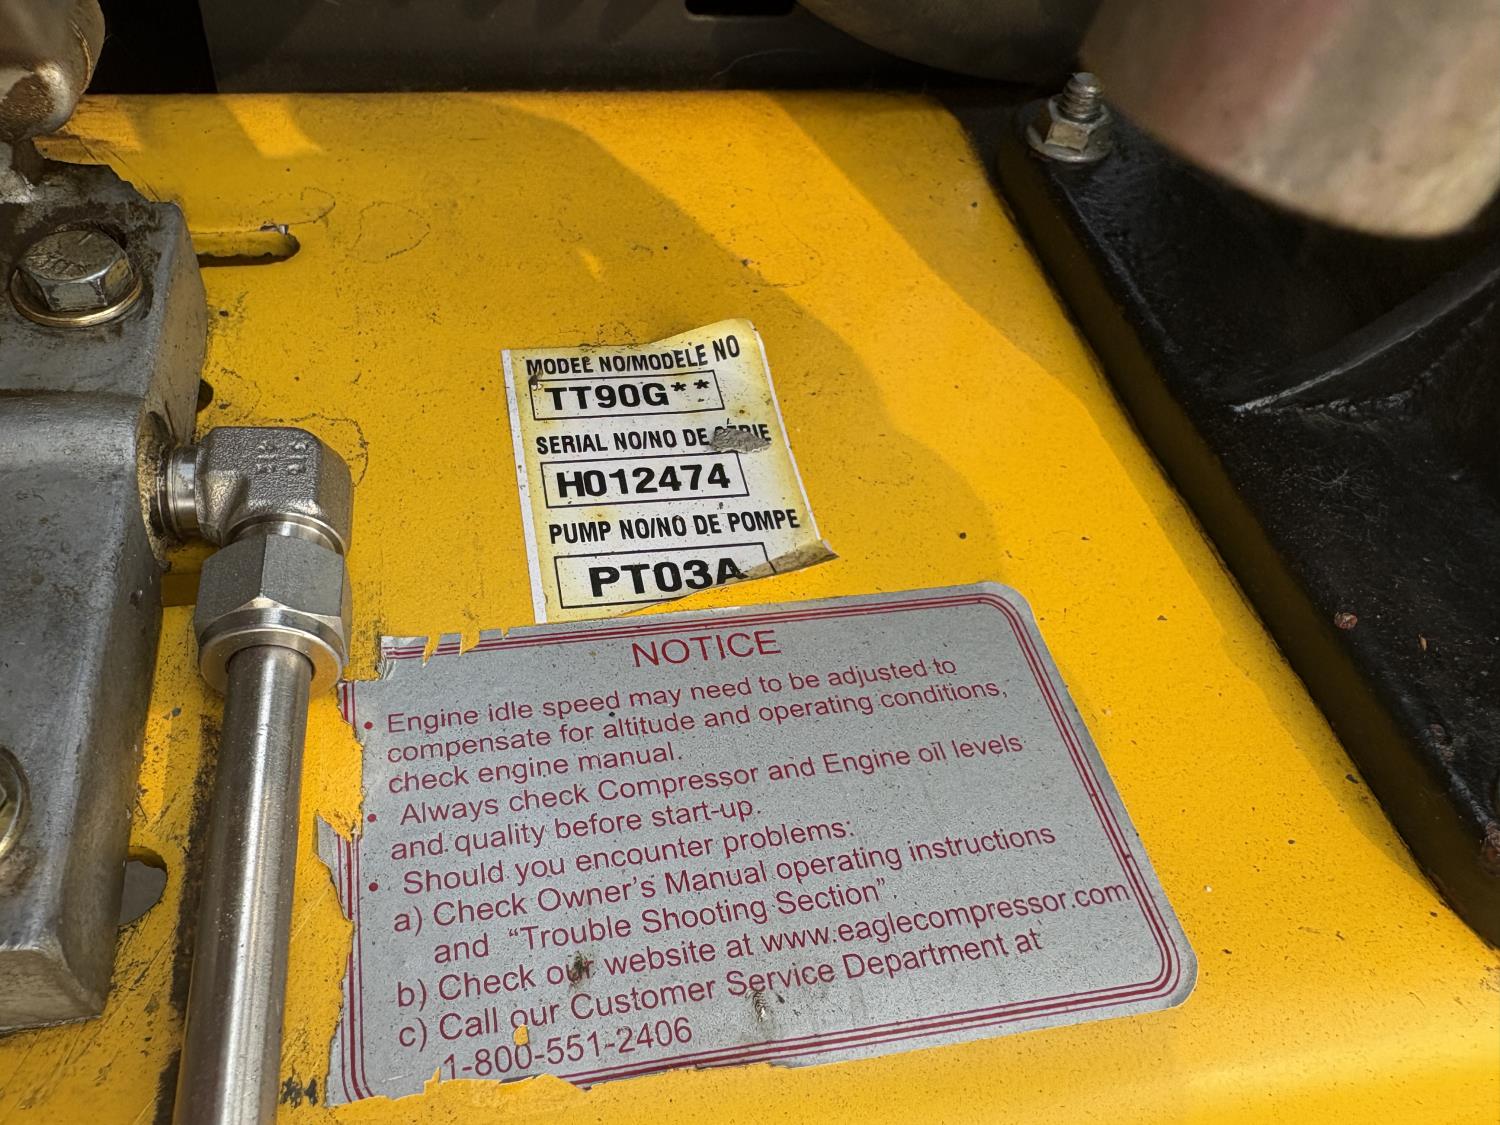 MODEL NO/MODELE NO
TT90G**
SERIAL NO/NO DE SÉRIE
H012474
PUMP NO/NO DE POMPE
PT03A
NOTICE
• Engine idle speed may need to be adjusted to
compensate for altitude and operating conditions,
check engine manual.
• Always check Compressor and Engine oil levels
and quality before start-up.
• Should you encounter problems:
a) Check Owner's Manual operating instructions
and "Trouble Shooting Section"
b) Check our website at www.eaglecompressor.com
c) Call our Customer Service Department at
1-800-551-2406